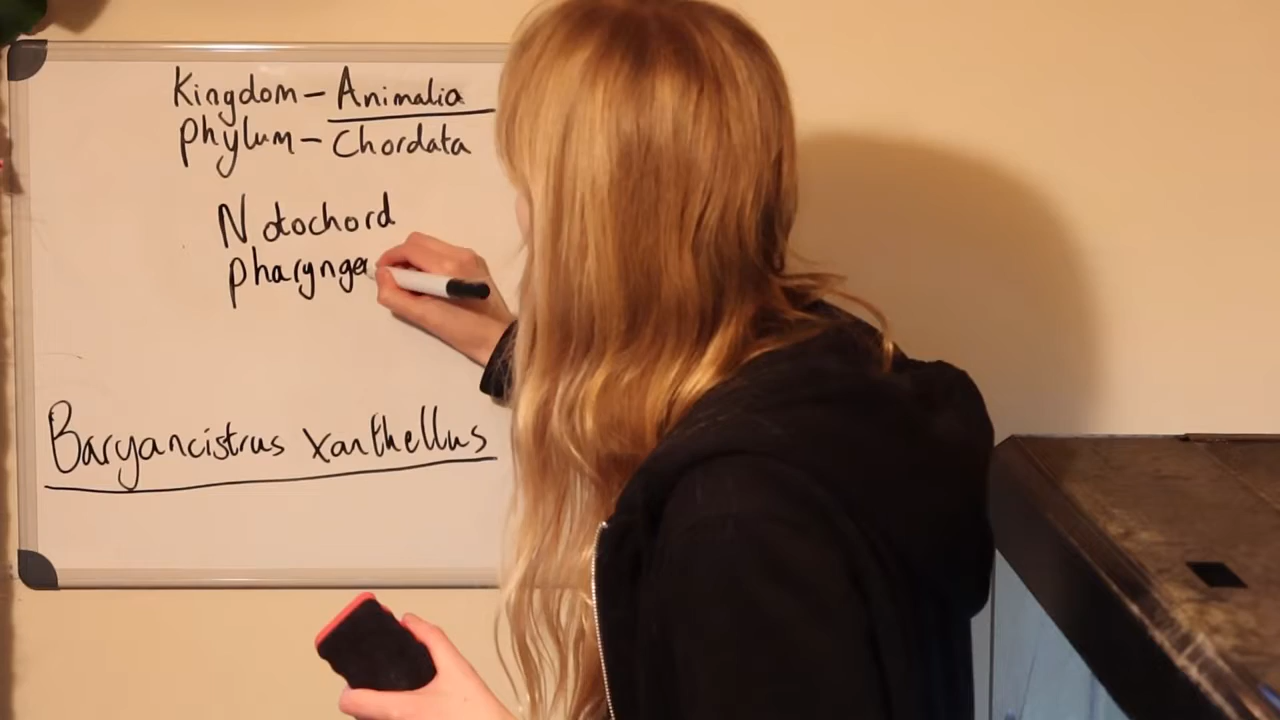 Kingdom - Animalia
Phylum - Chordata
Notochord
pharynge
Baryancistrus xanthellus